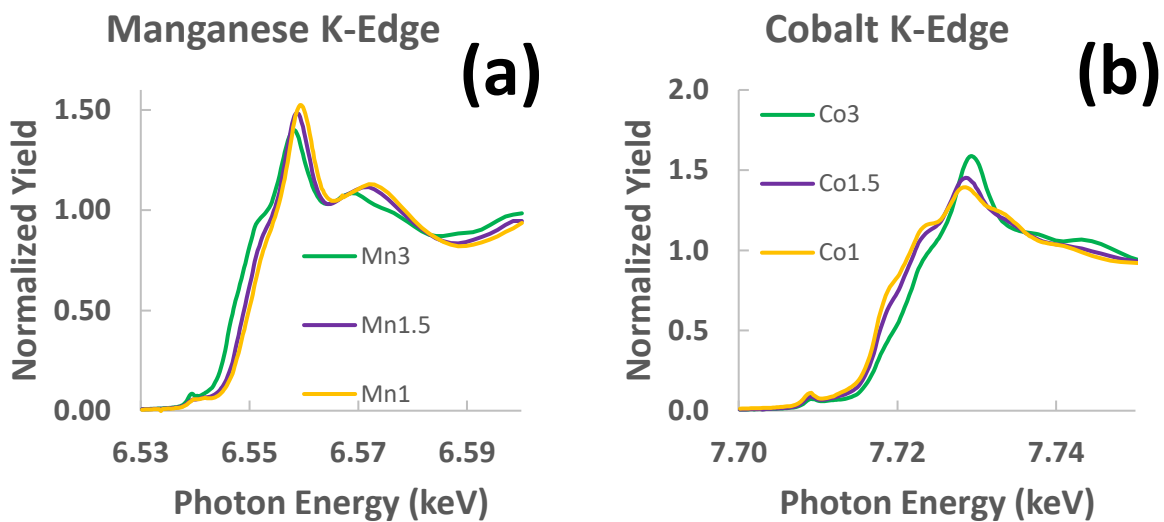 Manganese K-Edge
(a)
Normalized Yield
1.50
1.00
0.50
0.00
Mn3
Mn1.5
Mn1
6.53 6.55 6.57 6.59
Photon Energy (keV)
Cobalt K-Edge
(b)
Normalized Yield
2.0
1.5
1.0
0.5
0.0
Co3
Co1.5
Co1
7.70 7.72 7.74
Photon Energy (keV)